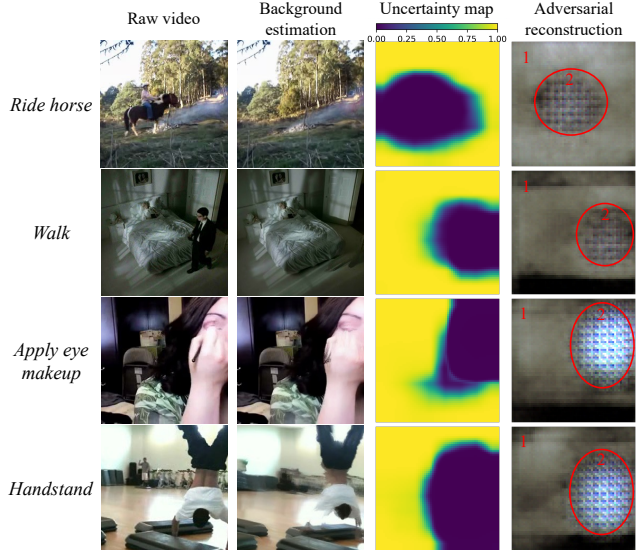 Raw video
Background
estimation
Uncertainty map
Adversarial
reconstruction
0.00 0.25 0.50 0.75 1.00
Ride horse
1
2
Walk
1
2
Apply eye
makeup
1
2
Handstand
1
2